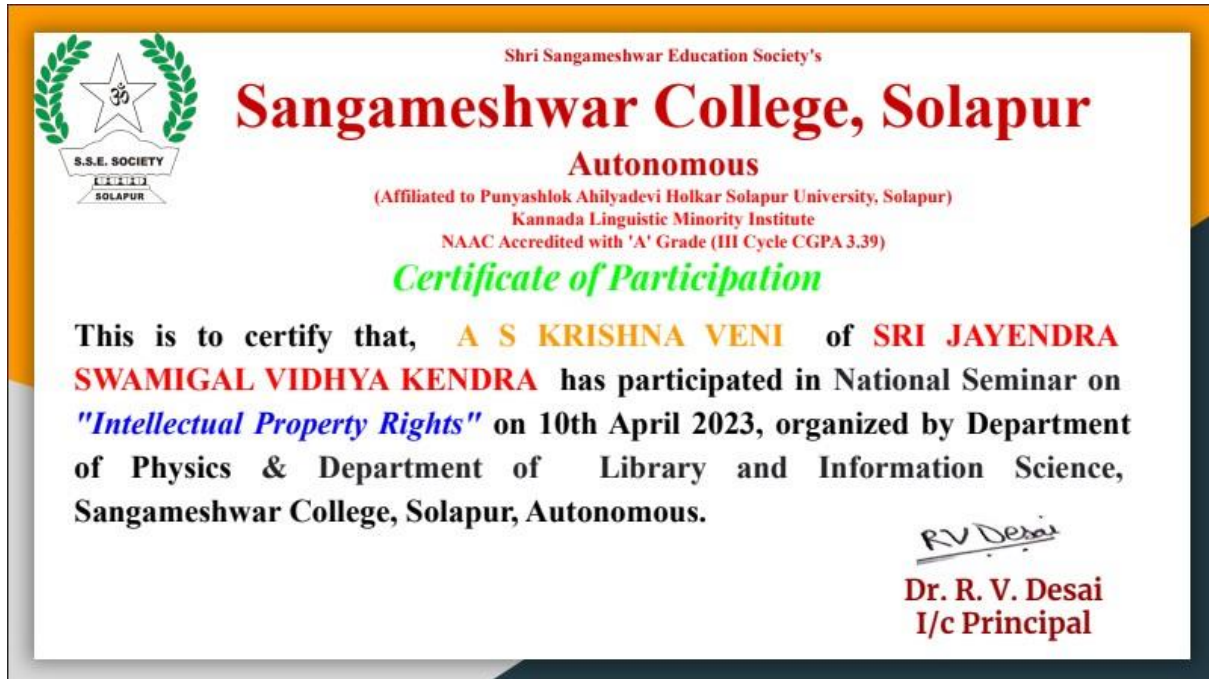 Shri Sangameshwar Education Society's
Sangameshwar College, Solapur
Autonomous
(Affiliated to Punyashlok Ahilyadevi Holkar Solapur University, Solapur)
Kannada Linguistic Minority Institute
NAAC Accredited with 'A' Grade (III Cycle CGPA 3.39)
ॐ
S.S.E. SOCIETY
SOLAPUR
Certificate of Participation
This is to certify that, A S KRISHNA VENI of SRI JAYENDRA
SWAMIGAL VIDHYA KENDRA has participated in National Seminar on
"Intellectual Property Rights" on 10th April 2023, organized by Department
of Physics & Department of Library and Information Science,
Sangameshwar College, Solapur, Autonomous.
RV Desai
Dr. R. V. Desai
I/c Principal